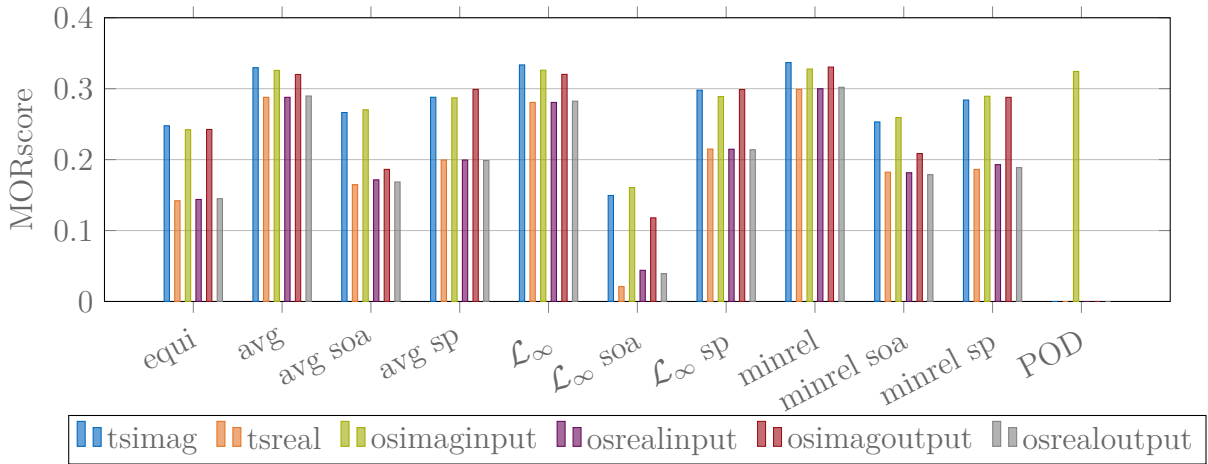 MORscore
0.4
0.3
0.2
0.1
0
equi
avg
avg soa
avg sp
ℒ∞
ℒ∞ soa
ℒ∞ sp
minrel
minrel soa
minrel sp
POD
tsimag tsreal osimaginput osrealinput osimagoutput osrealoutput